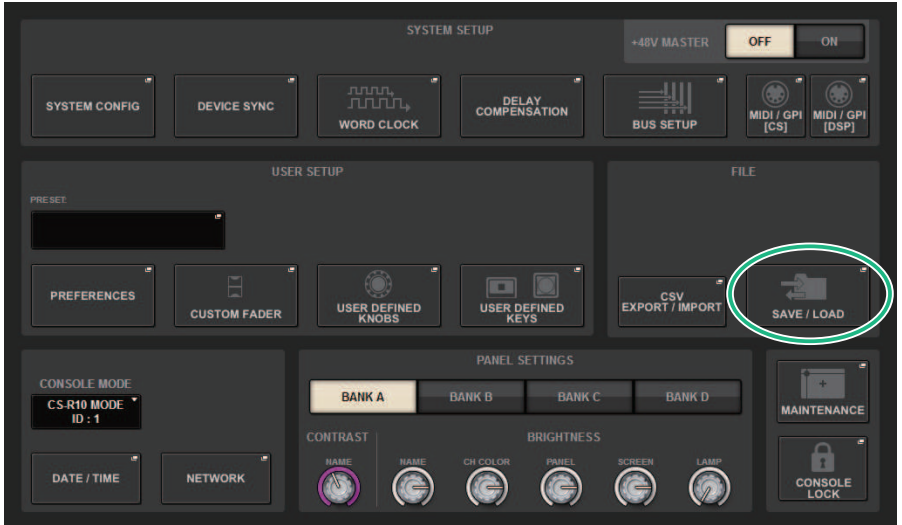 SYSTEM SETUP
+48V MASTER
OFF
ON
SYSTEM CONFIG
DEVICE SYNC
WORD CLOCK
DELAY
COMPENSATION
BUS SETUP
MIDI / GPI
[CS]
MIDI / GPI
[DSP]
USER SETUP
PRESET:
PREFERENCES
CUSTOM FADER
USER DEFINED
KNOBS
USER DEFINED
KEYS
FILE
CSV
EXPORT / IMPORT
SAVE / LOAD
CONSOLE MODE
CS-R10 MODE
ID : 1
DATE / TIME
NETWORK
PANEL SETTINGS
BANK A
BANK B
BANK C
BANK D
CONTRAST
BRIGHTNESS
NAME
NAME
CH COLOR
PANEL
SCREEN
LAMP
MAINTENANCE
CONSOLE
LOCK